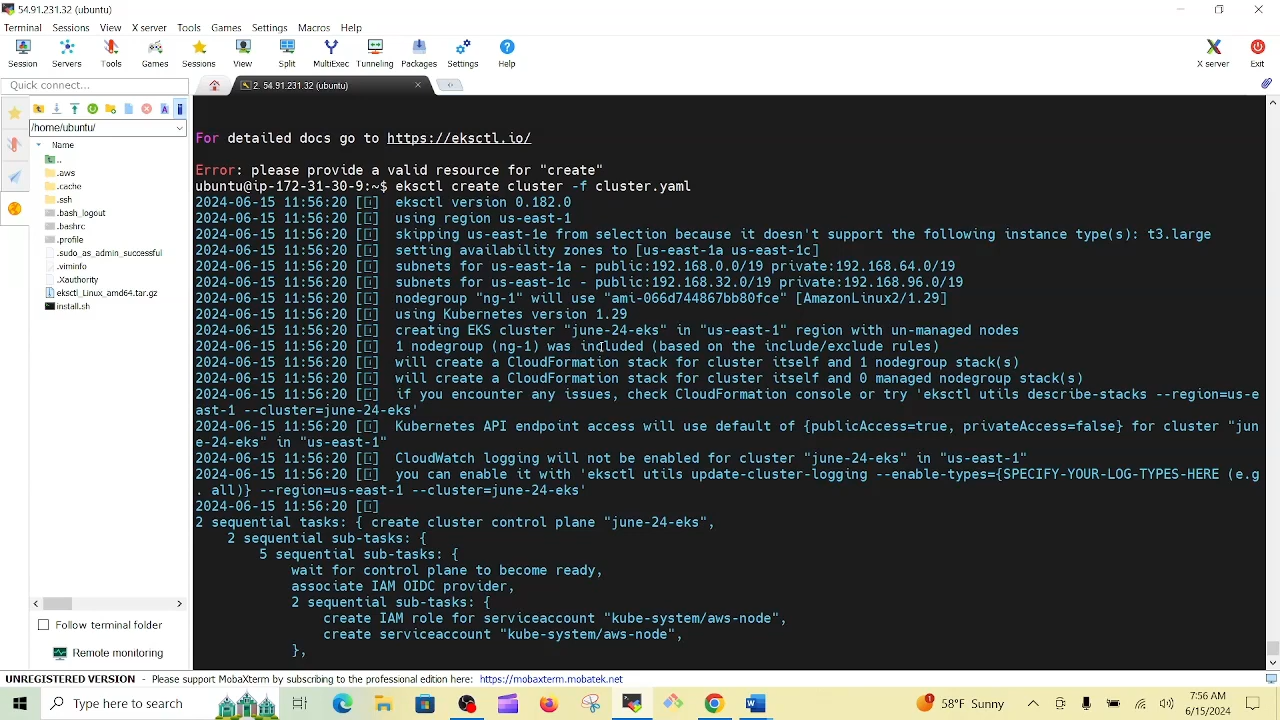 54.91.231.32 (ubuntu)
Terminal Sessions View X server Tools Games Settings Macros Help
Session Servers Tools Games Sessions View Split MultiExec Tunneling Packages Settings Help X server Exit
Quick connect...
2. 54.91.231.32 (ubuntu)
/home/ubuntu/
Name
..
.aws
.cache
.ssh
.bash_logout
.bashrc
.profile
.sudo_as_admin_successful
.viminfo
.Xauthority
eksctl_Linux_amd64.tar.gz
install.sh
Follow terminal folder
Remote monitoring
For detailed docs go to https://eksctl.io/
Error: please provide a valid resource for "create"
ubuntu@ip-172-31-30-9:~$ eksctl create cluster -f cluster.yaml
2024-06-15 11:56:20 [ℹ]  eksctl version 0.182.0
2024-06-15 11:56:20 [ℹ]  using region us-east-1
2024-06-15 11:56:20 [ℹ]  skipping us-east-1e from selection because it doesn't support the following instance type(s): t3.large
2024-06-15 11:56:20 [ℹ]  setting availability zones to [us-east-1a us-east-1c]
2024-06-15 11:56:20 [ℹ]  subnets for us-east-1a - public:192.168.0.0/19 private:192.168.64.0/19
2024-06-15 11:56:20 [ℹ]  subnets for us-east-1c - public:192.168.32.0/19 private:192.168.96.0/19
2024-06-15 11:56:20 [ℹ]  nodegroup "ng-1" will use "ami-066d744867bb82fce" [AmazonLinux2/1.29]
2024-06-15 11:56:20 [ℹ]  using Kubernetes version 1.29
2024-06-15 11:56:20 [ℹ]  creating EKS cluster "june-24-eks" in "us-east-1" region with un-managed nodes
2024-06-15 11:56:20 [ℹ]  1 nodegroup (ng-1) was included (based on the include/exclude rules)
2024-06-15 11:56:20 [ℹ]  will create a CloudFormation stack for cluster itself and 1 nodegroup stack(s)
2024-06-15 11:56:20 [ℹ]  will create a CloudFormation stack for cluster itself and 0 managed nodegroup stack(s)
2024-06-15 11:56:20 [ℹ]  if you encounter any issues, check CloudFormation console or try 'eksctl utils describe-stacks --region=us-e
ast-1 --cluster=june-24-eks'
2024-06-15 11:56:20 [ℹ]  Kubernetes API endpoint access will use default of {publicAccess=true, privateAccess=false} for cluster "jun
e-24-eks" in "us-east-1"
2024-06-15 11:56:20 [ℹ]  CloudWatch logging will not be enabled for cluster "june-24-eks" in "us-east-1"
2024-06-15 11:56:20 [ℹ]  you can enable it with 'eksctl utils update-cluster-logging --enable-types={SPECIFY-YOUR-LOG-TYPES-HERE (e.g
. all)} --region=us-east-1 --cluster=june-24-eks'
2024-06-15 11:56:20 [ℹ]
2 sequential tasks: { create cluster control plane "june-24-eks",
    2 sequential sub-tasks: {
        5 sequential sub-tasks: {
            wait for control plane to become ready,
            associate IAM OIDC provider,
            2 sequential sub-tasks: {
                create IAM role for serviceaccount "kube-system/aws-node",
                create serviceaccount "kube-system/aws-node",
            },
UNREGISTERED VERSION - Please support MobaXterm by subscribing to the professional edition here: https://mobaxterm.mobatek.net
Type here to search
58°F Sunny
7:56 AM
6/15/2024